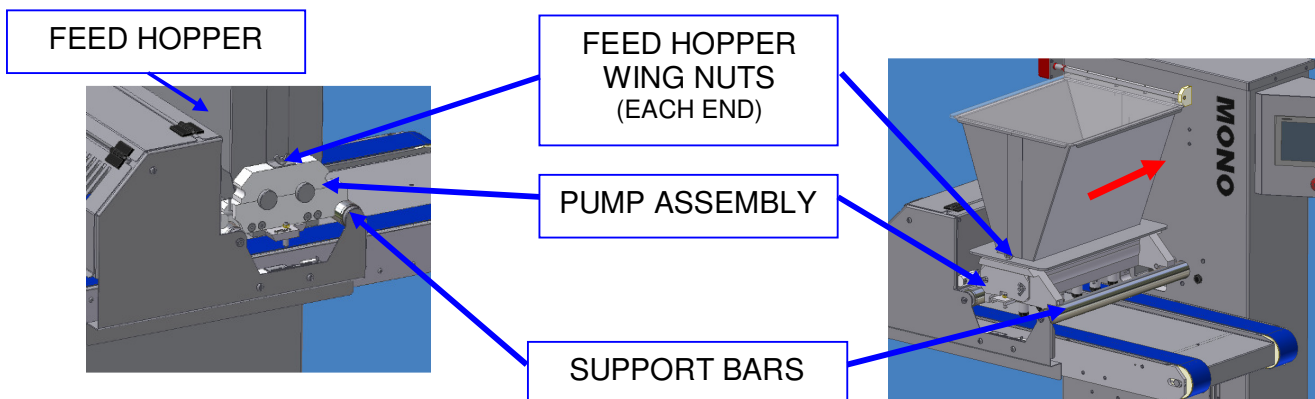 FEED HOPPER
FEED HOPPER
WING NUTS
(EACH END)
PUMP ASSEMBLY
SUPPORT BARS
MONO